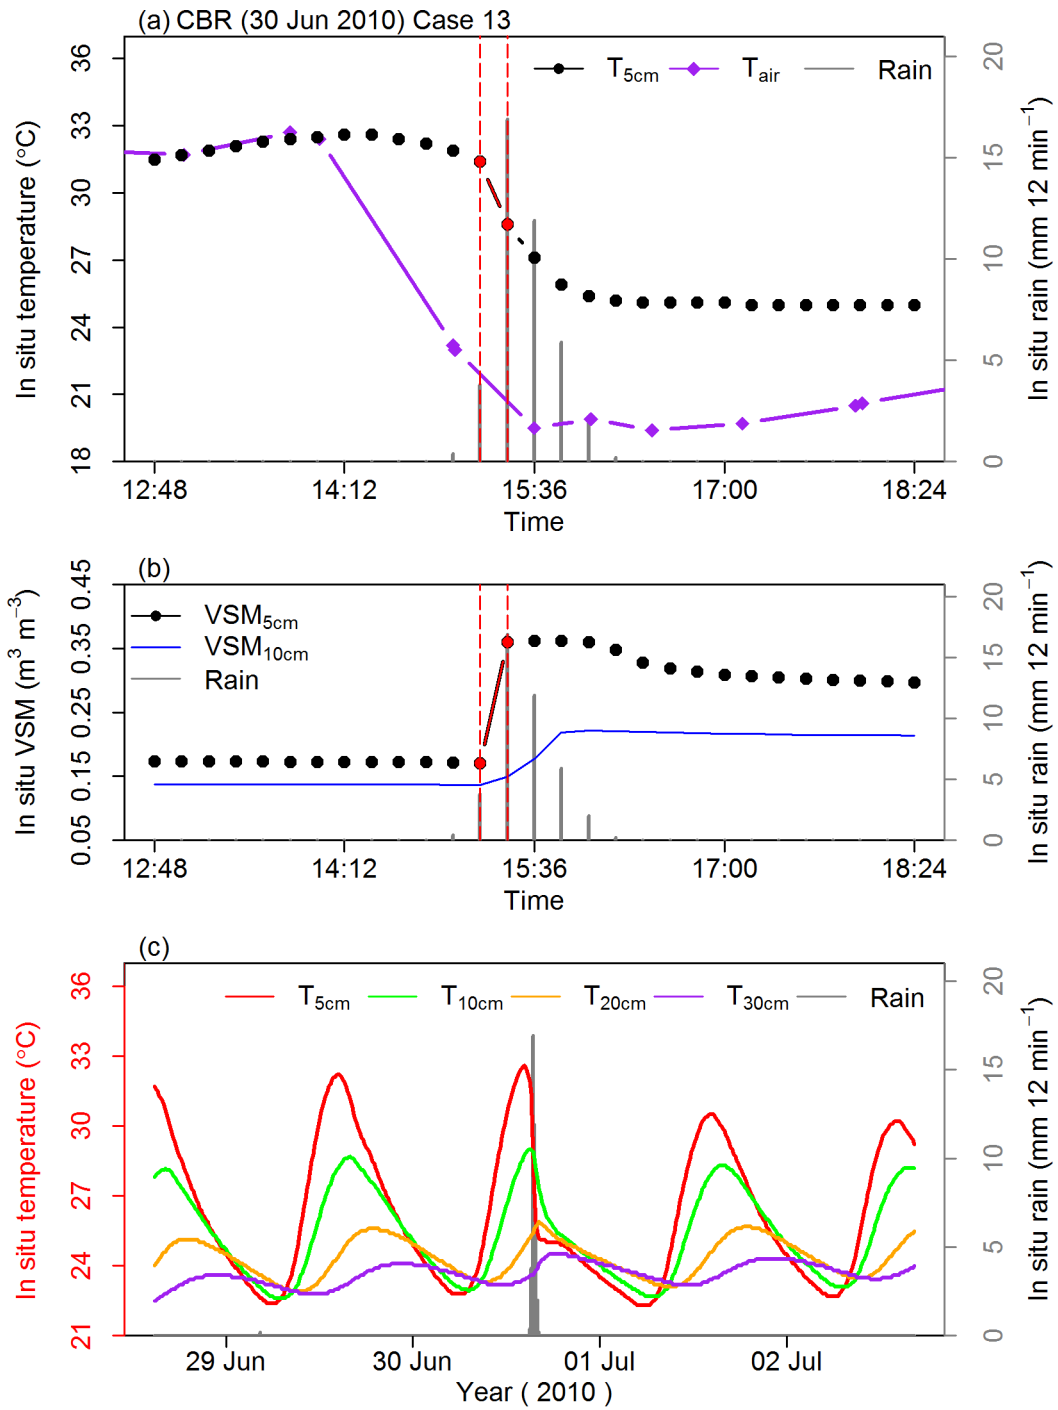 (a) CBR (30 Jun 2010) Case 13
T5cm Tair Rain
In situ temperature (°C)
36
33
30
27
24
21
18
In situ rain (mm 12 min−1)
20
15
10
5
0
12:48 14:12 15:36 17:00 18:24
Time
(b)
VSM5cm
VSM10cm
Rain
In situ VSM (m3 m−3)
0.45
0.35
0.25
0.15
0.05
In situ rain (mm 12 min−1)
20
15
10
5
0
12:48 14:12 15:36 17:00 18:24
Time
(c)
T5cm T10cm T20cm T30cm Rain
In situ temperature (°C)
36
33
30
27
24
21
In situ rain (mm 12 min−1)
20
15
10
5
0
29 Jun 30 Jun 01 Jul 02 Jul
Year ( 2010 )